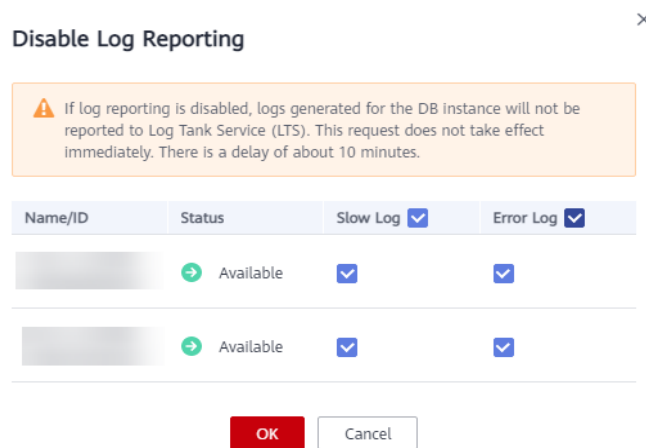 Disable Log Reporting
If log reporting is disabled, logs generated for the DB instance will not be
reported to Log Tank Service (LTS). This request does not take effect
immediately. There is a delay of about 10 minutes.
Name/ID Status Slow Log Error Log
Available
Available
OK Cancel